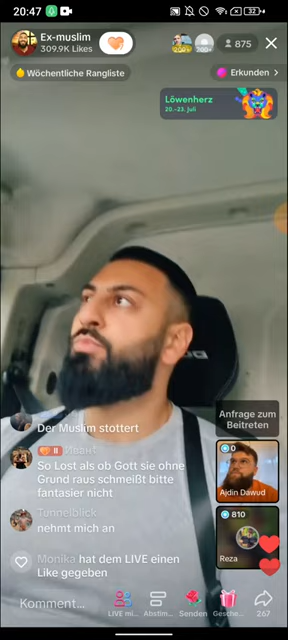 20:47
32
Ex-muslim
309.9K Likes
875
Wöchentliche Rangliste
Erkunden >
Löwenherz
20.-23. Juli
Der Muslim stottert
So Lost als ob Gott sie ohne
Grund raus schmeißt bitte
fantasier nicht
Tunnelblick
nehmt mich an
Monika hat dem LIVE einen
Like gegeben
Anfrage zum
Beitreten
0
Ajdin Dawud
810
Reza
Komment...
LIVE mi...
Abstim...
Senden
Gesche...
267